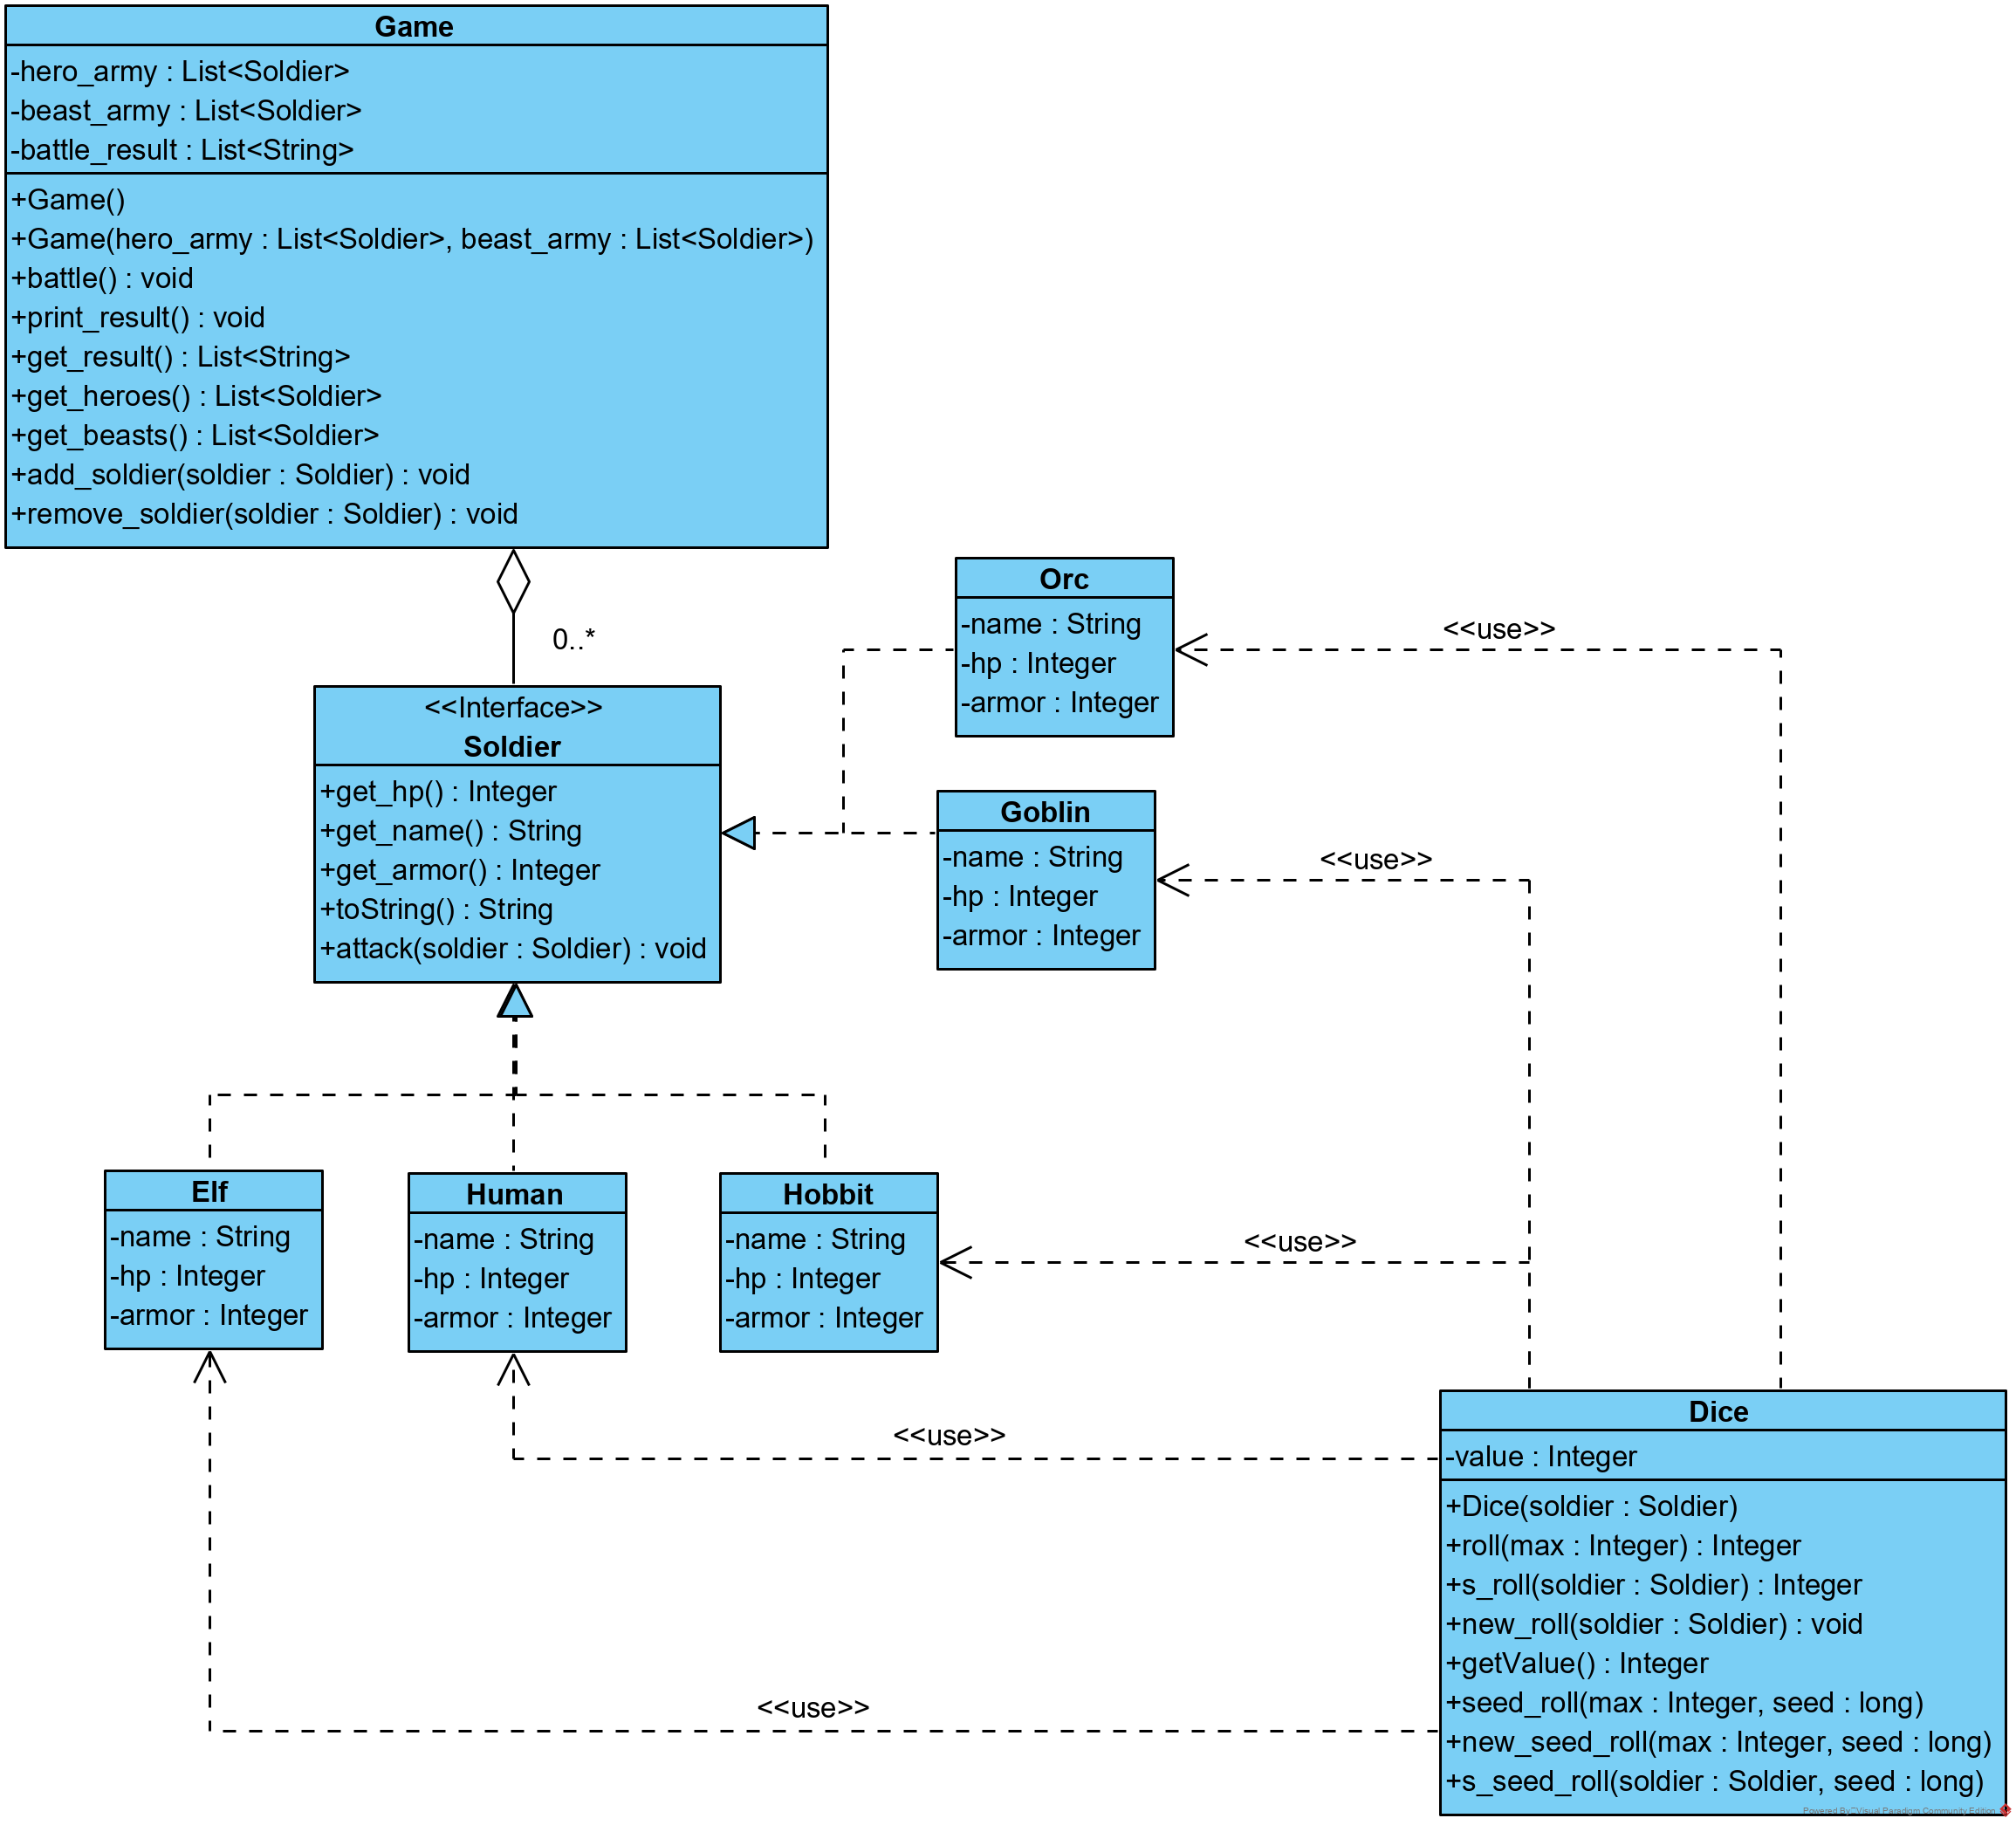 Game
-hero_army : List<Soldier>
-beast_army : List<Soldier>
-battle_result : List<String>
+Game()
+Game(hero_army : List<Soldier>, beast_army : List<Soldier>)
+battle() : void
+print_result() : void
+get_result() : List<String>
+get_heroes() : List<Soldier>
+get_beasts() : List<Soldier>
+add_soldier(soldier : Soldier) : void
+remove_soldier(soldier : Soldier) : void
0..*
<<Interface>>
Soldier
+get_hp() : Integer
+get_name() : String
+get_armor() : Integer
+toString() : String
+attack(soldier : Soldier) : void
Orc
-name : String
-hp : Integer
-armor : Integer
<<use>>
Goblin
-name : String
-hp : Integer
-armor : Integer
<<use>>
Elf
-name : String
-hp : Integer
-armor : Integer
Human
-name : String
-hp : Integer
-armor : Integer
Hobbit
-name : String
-hp : Integer
-armor : Integer
<<use>>
<<use>>
<<use>>
Dice
-value : Integer
+Dice(soldier : Soldier)
+roll(max : Integer) : Integer
+s_roll(soldier : Soldier) : Integer
+new_roll(soldier : Soldier) : void
+getValue() : Integer
+seed_roll(max : Integer, seed : long)
+new_seed_roll(max : Integer, seed : long)
+s_seed_roll(soldier : Soldier, seed : long)
Powered By Visual Paradigm Community Edition